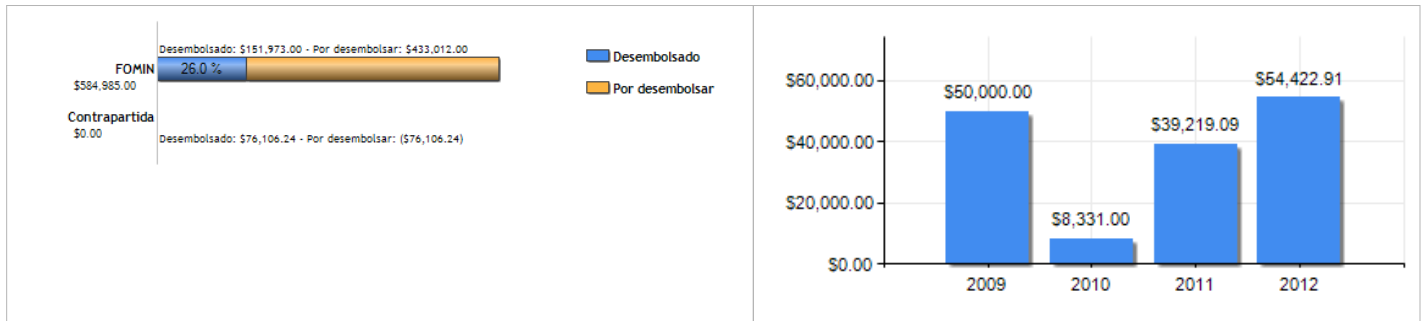 Desembolsado: $151,973.00 - Por desembolsar: $433,012.00
FOMIN
26.0 %
$584,985.00
Contrapartida
$0.00
Desembolsado: $76,106.24 - Por desembolsar: ($76,106.24)
Desembolsado
Por desembolsar
$60,000.00
$40,000.00
$20,000.00
$0.00
$50,000.00
$8,331.00
$39,219.09
$54,422.91
2009 2010 2011 2012